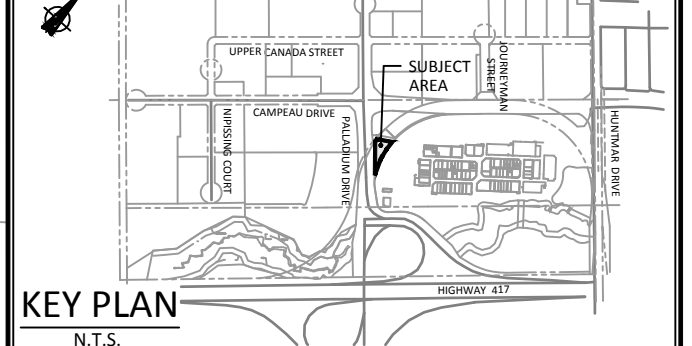 UPPER CANADA STREET
JOURNEYMAN
STREET
SUBJECT
AREA
CAMPEAU DRIVE
NIPISSING COURT
PALLADIUM DRIVE
HUNTMAR DRIVE
HIGHWAY 417
KEY PLAN
N.T.S.